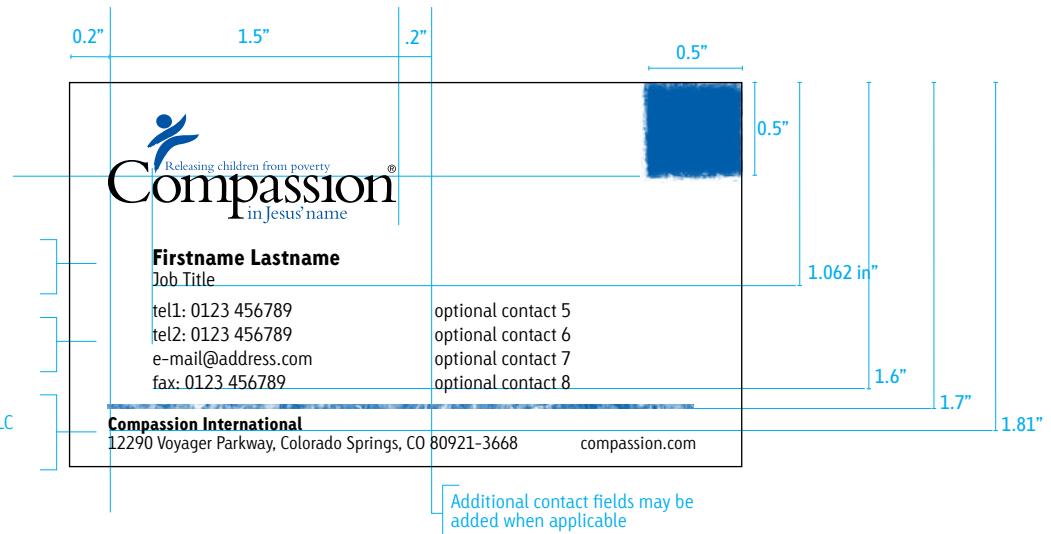 0.2” 1.5” .2” 0.5”
0.5”
Releasing children from poverty
Compassion®
in Jesus’ name
Firstname Lastname
Job Title
1.062 in”
tel1: 0123 456789 optional contact 5
tel2: 0123 456789 optional contact 6
e-mail@address.com optional contact 7
fax: 0123 456789 optional contact 8
1.6”
1.7”
Compassion International
LC
1.81”
12290 Voyager Parkway, Colorado Springs, CO 80921-3668 compassion.com
Additional contact fields may be
added when applicable